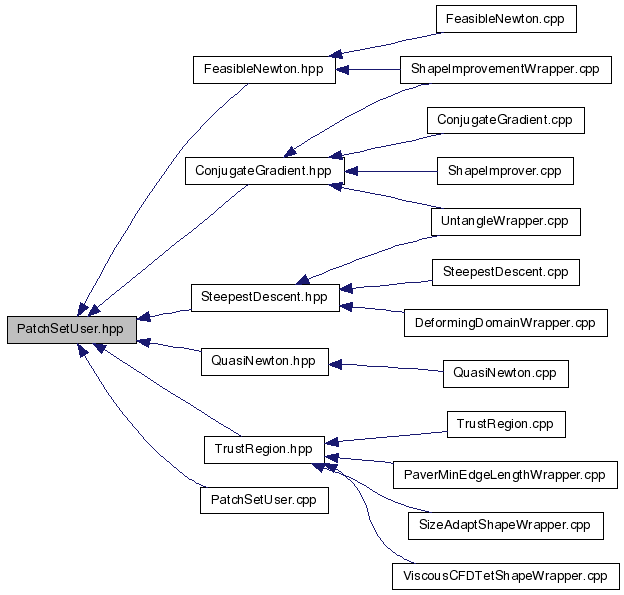 FeasibleNewton.cpp
FeasibleNewton.hpp
ShapeImprovementWrapper.cpp
ConjugateGradient.cpp
ConjugateGradient.hpp
ShapeImprover.cpp
UntangleWrapper.cpp
SteepestDescent.cpp
SteepestDescent.hpp
DeformingDomainWrapper.cpp
PatchSetUser.hpp
QuasiNewton.hpp
QuasiNewton.cpp
TrustRegion.cpp
TrustRegion.hpp
PaverMinEdgeLengthWrapper.cpp
PatchSetUser.cpp
SizeAdaptShapeWrapper.cpp
ViscousCFDTetShapeWrapper.cpp